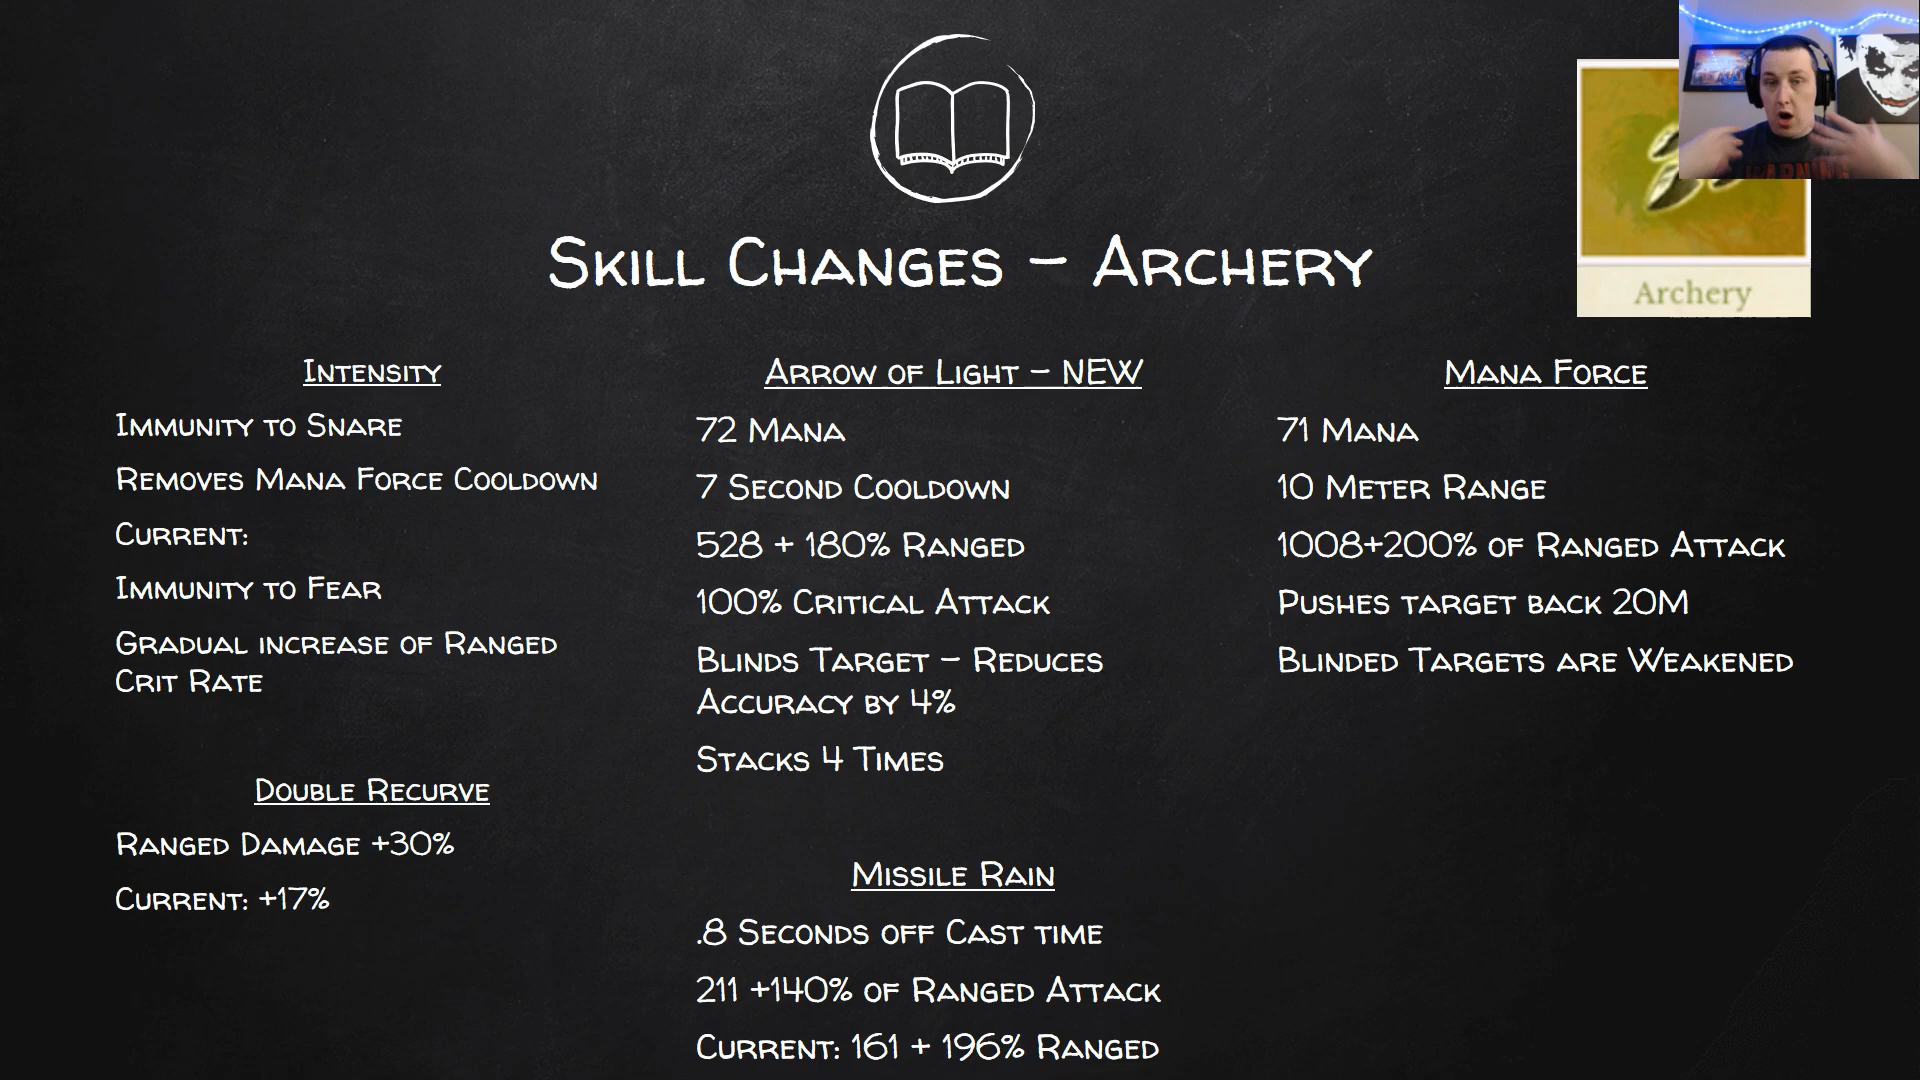 Skill Changes – Archery
Archery
WARNING
Intensity
Immunity to Snare
Removes Mana Force Cooldown
Current:
Immunity to Fear
Gradual increase of Ranged
Crit Rate
Double Recurve
Ranged Damage +30%
Current: +17%
Arrow of Light – NEW
72 Mana
7 Second Cooldown
528 + 180% Ranged
100% Critical Attack
Blinds Target – Reduces
Accuracy by 4%
Stacks 4 Times
Missile Rain
.8 Seconds off Cast time
211 +140% of Ranged Attack
Current: 161 + 196% Ranged
Mana Force
71 Mana
10 Meter Range
1008+200% of Ranged Attack
Pushes target back 20m
Blinded Targets are Weakened